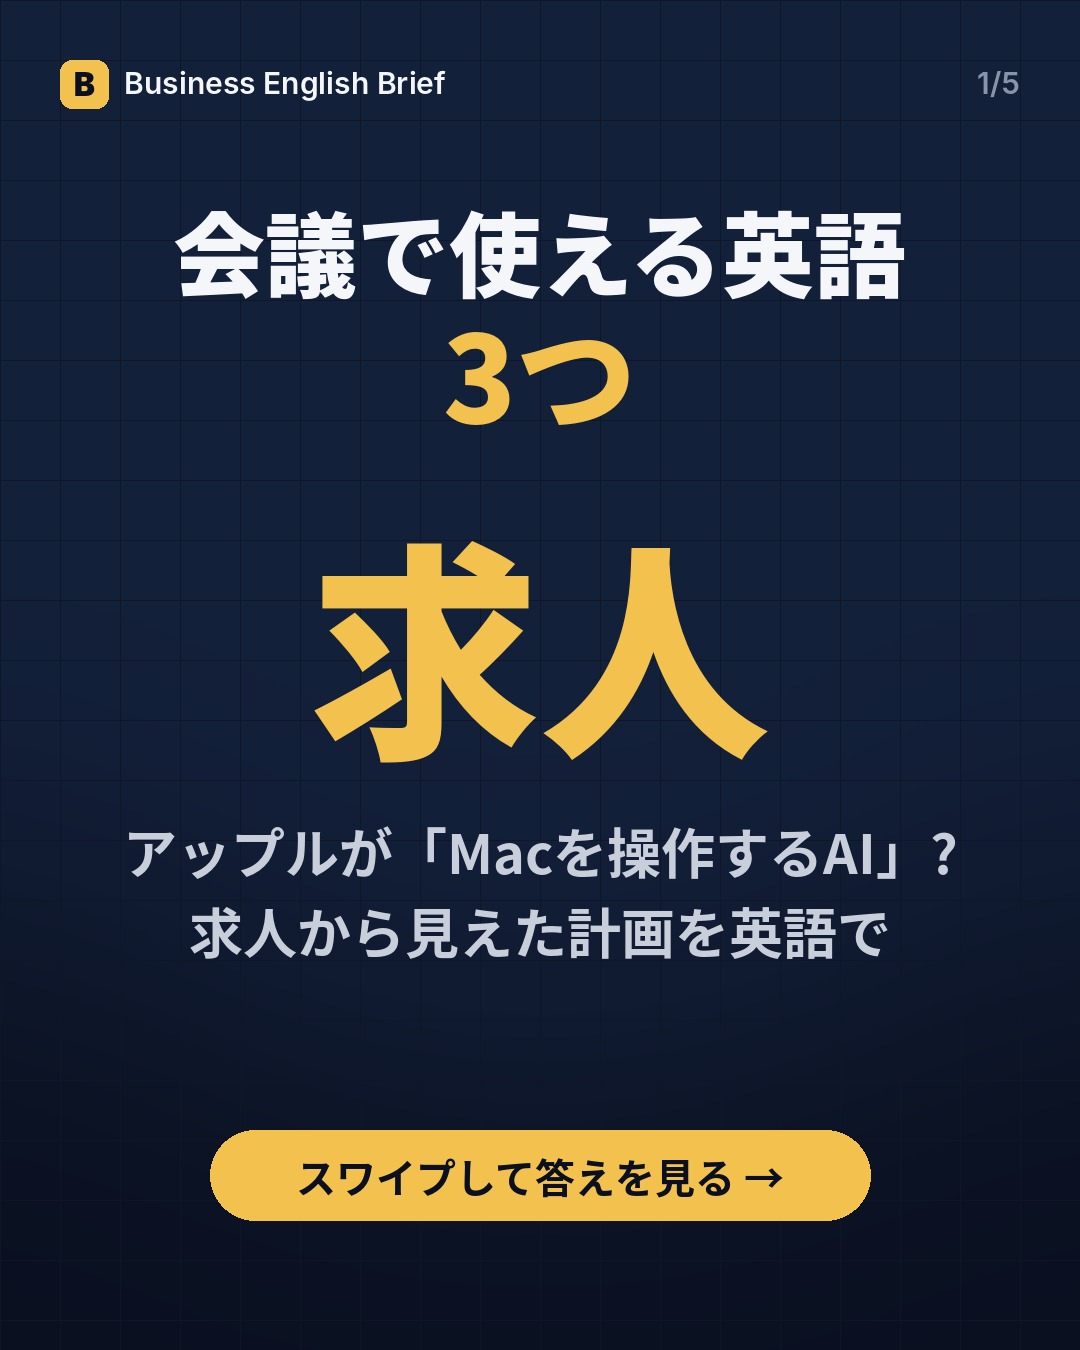 B Business English Brief 1/5
会議で使える英語
3つ
求人
アップルが「Macを操作するAI」?
求人から見えた計画を英語で
スワイプして答えを見る →